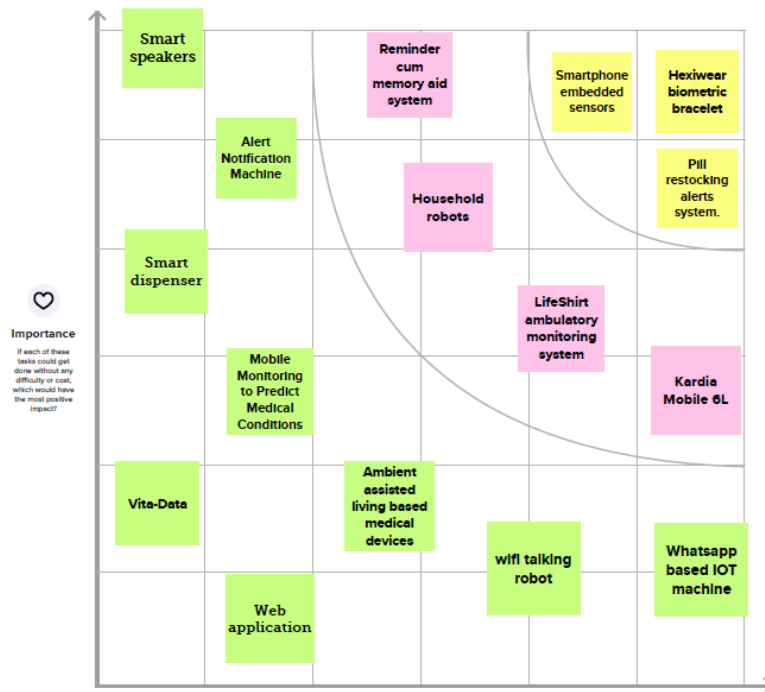 Smart
speakers
Reminder
cum
memory aid
system
Smartphone
embedded
sensors
Hexiwear
biometric
bracelet
Alert
Notification
Machine
Pill
restocking
alerts
system.
Household
robots
Smart
dispenser
LifeShirt
ambulatory
monitoring
system
Importance
If each of these
tasks could get
done without any
difficulty or cost,
which would have
the most positive
impact?
Mobile
Monitoring
to Predict
Medical
Conditions
Kardia
Mobile 6L
Vita-Data
Ambient
assisted
living based
medical
devices
wifi talking
robot
Whatsapp
based IOT
machine
Web
application